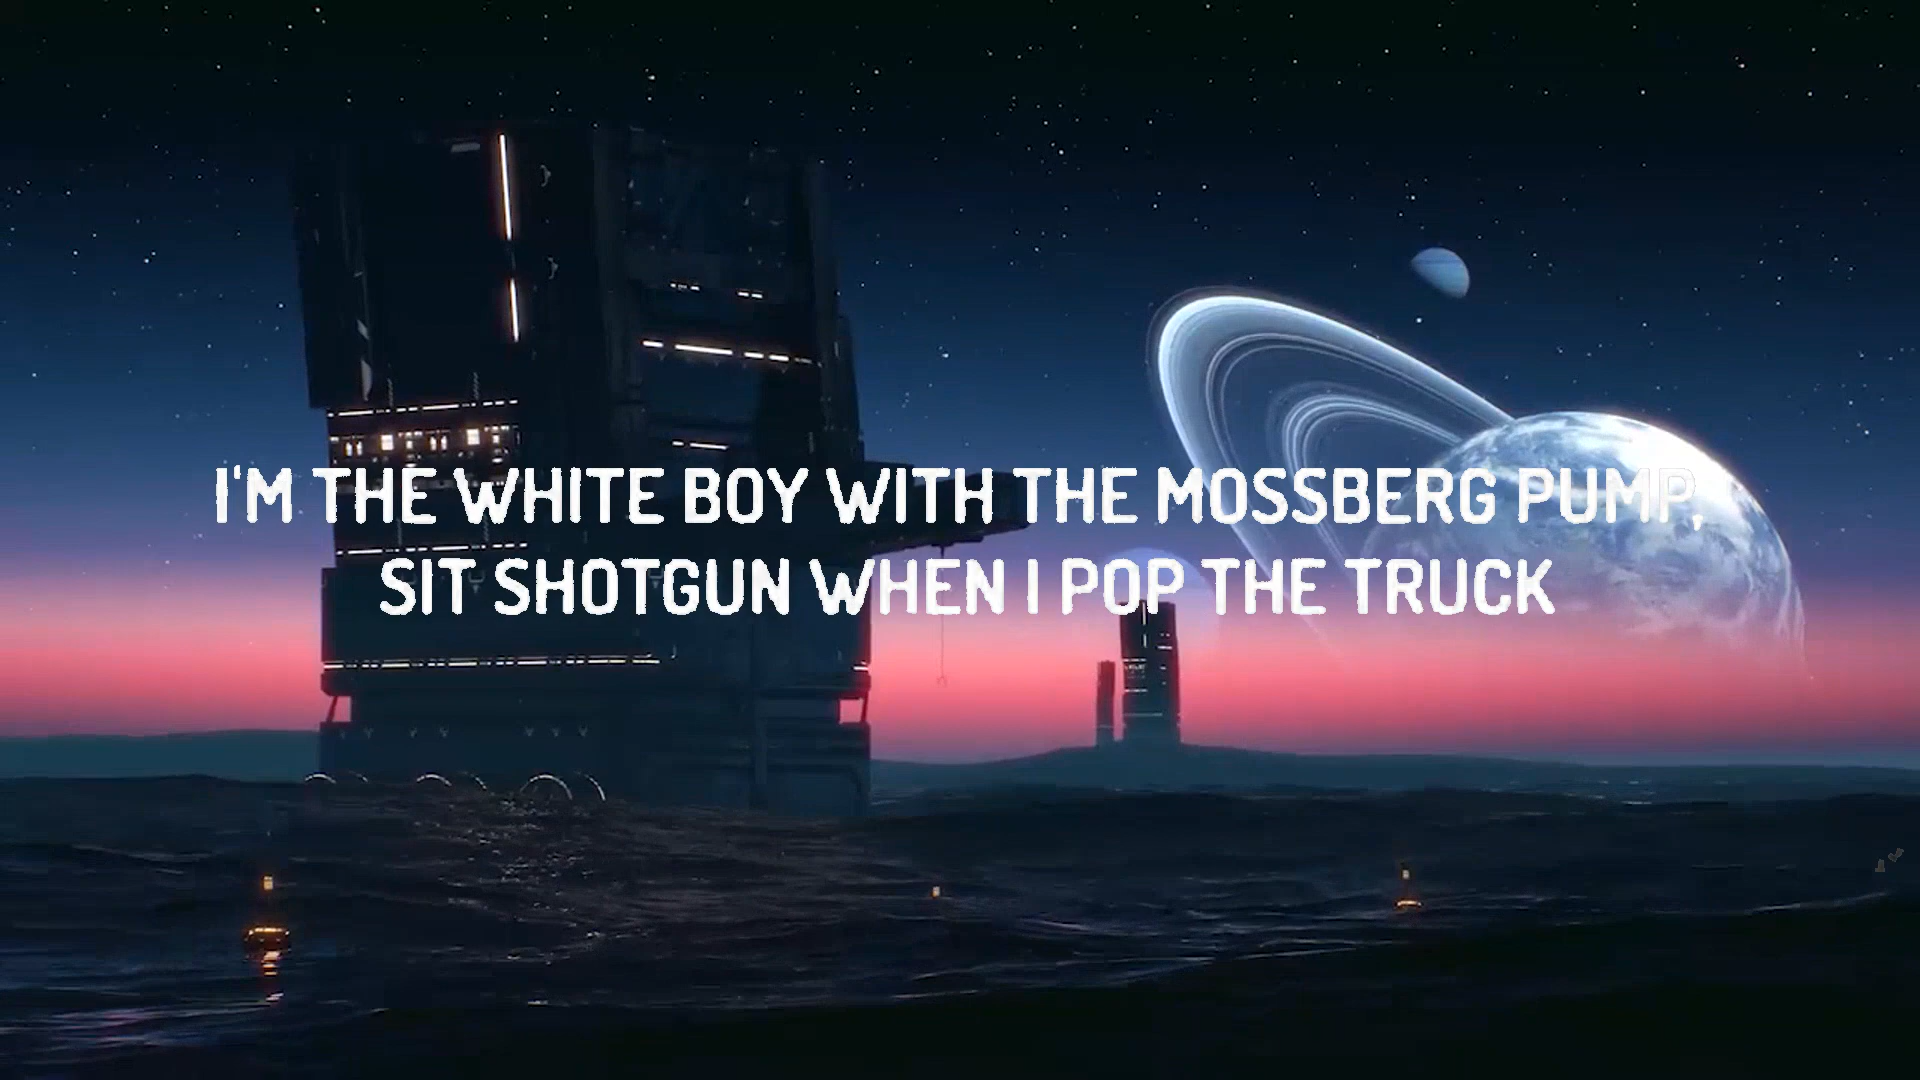 I'M THE WHITE BOY WITH THE MOSSBERG PUMP,
SIT SHOTGUN WHEN I POP THE TRUCK